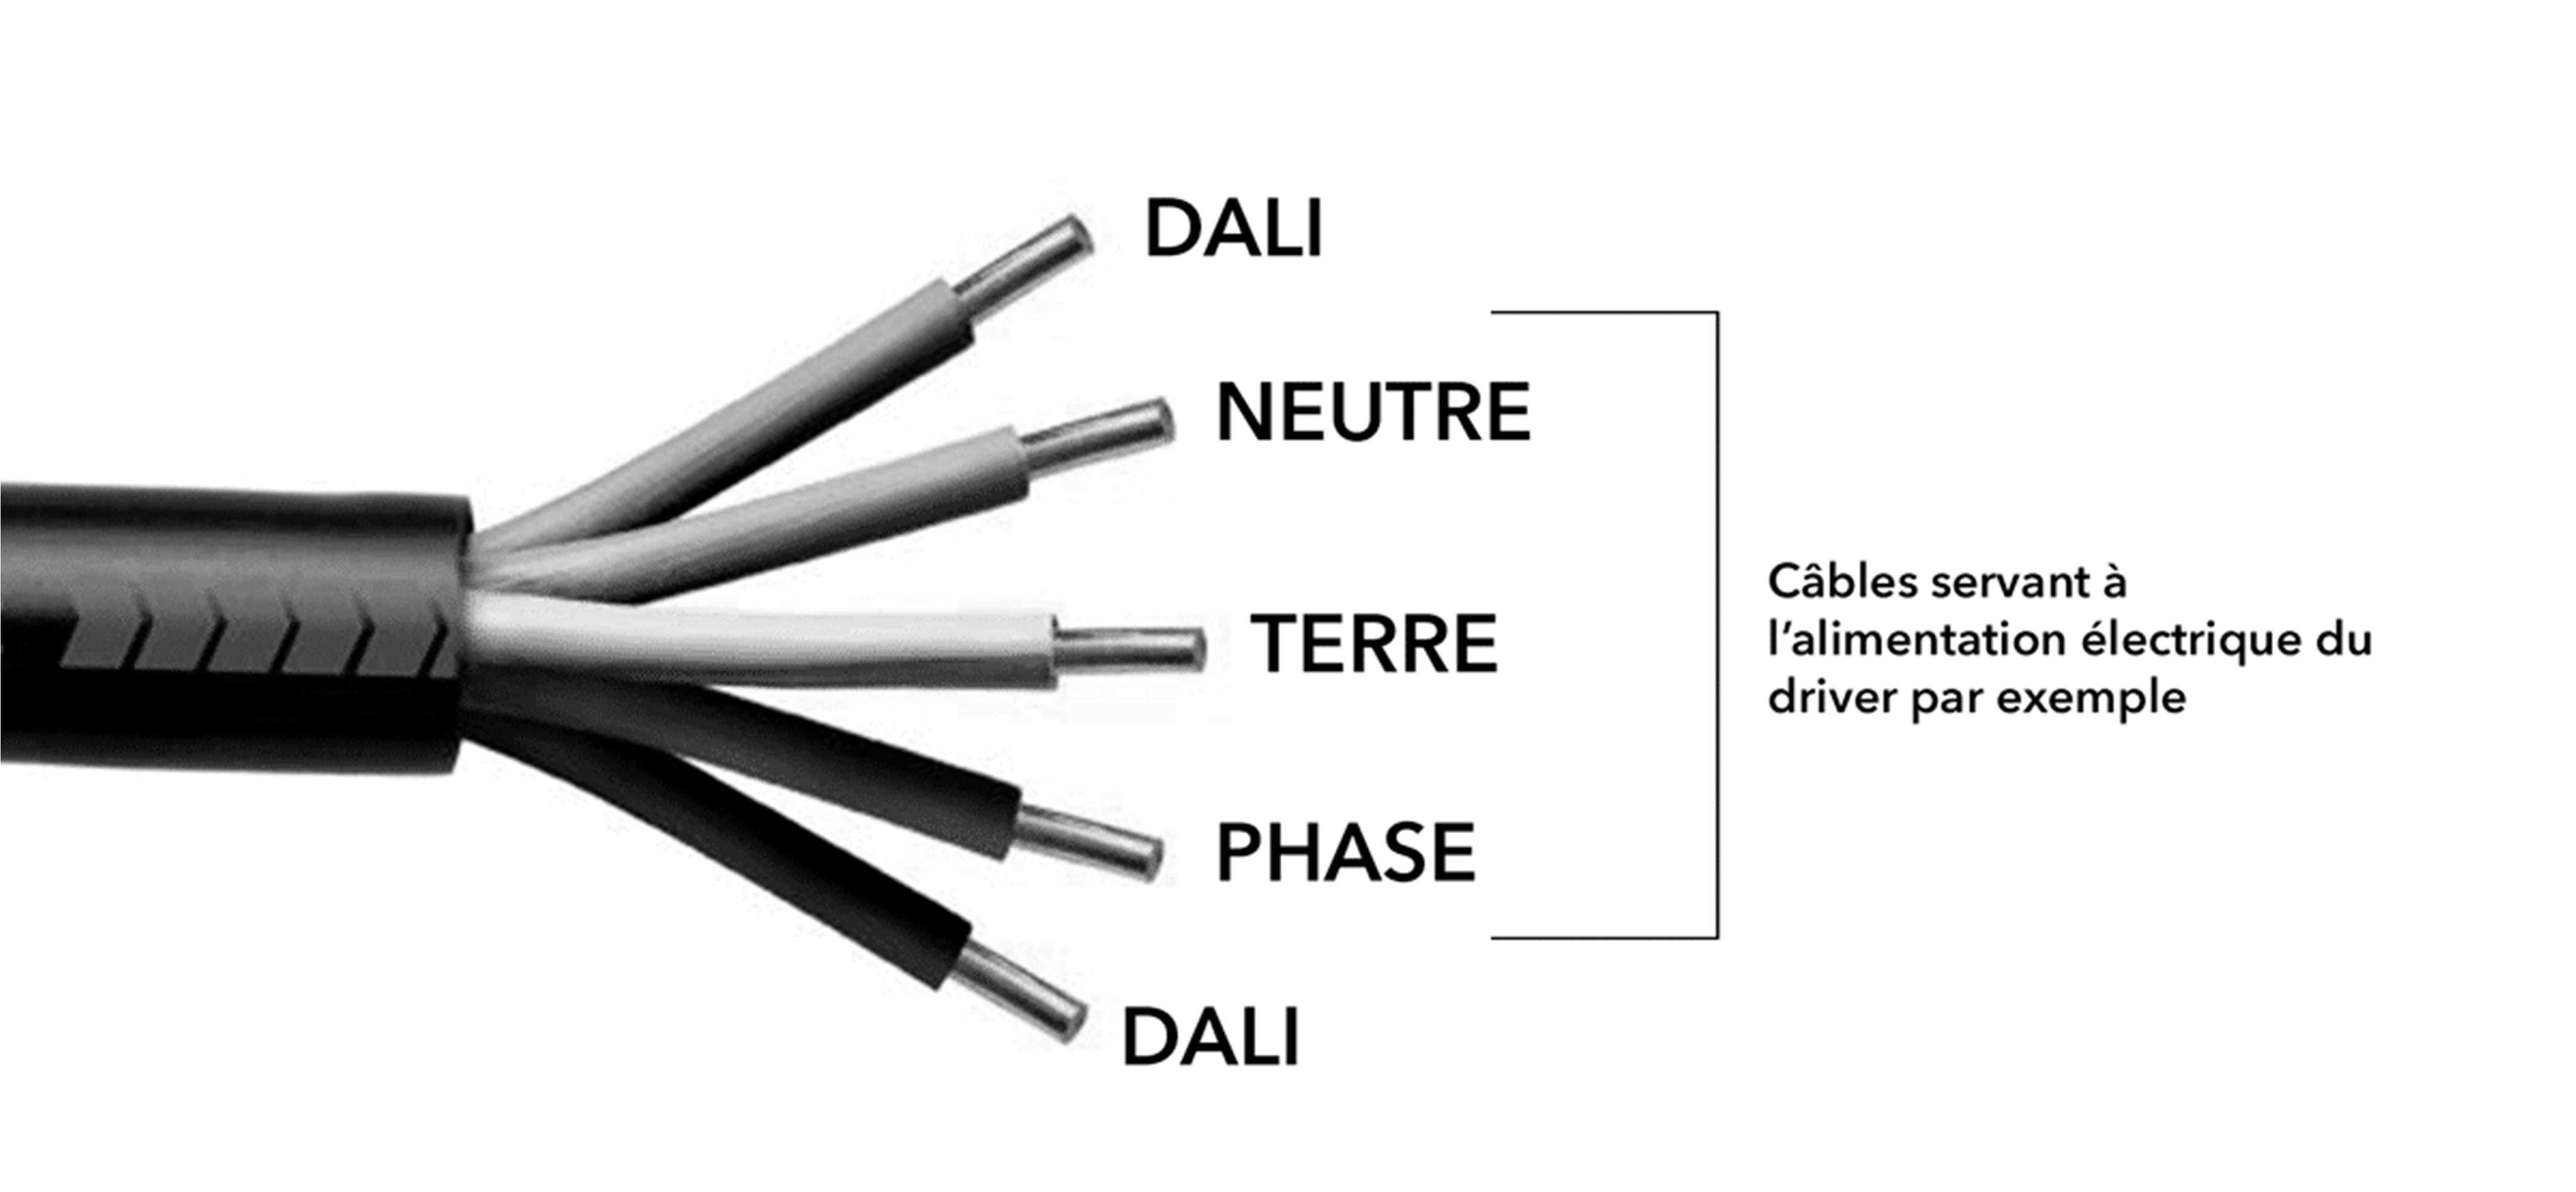 DALI
NEUTRE
TERRE
PHASE
DALI
Câbles servant à
l’alimentation électrique du
driver par exemple